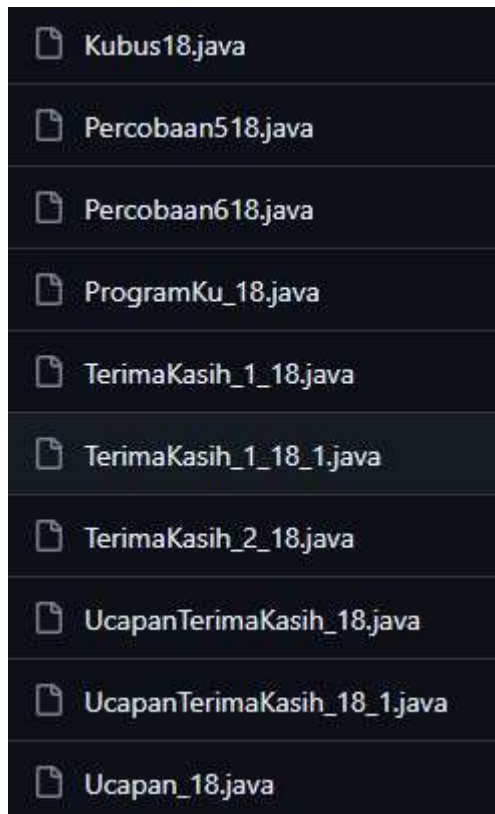 Kubus18.java
Percobaan518.java
Percobaan618.java
ProgramKu_18.java
TerimaKasih_1_18.java
TerimaKasih_1_18_1.java
TerimaKasih_2_18.java
UcapanTerimaKasih_18.java
UcapanTerimaKasih_18_1.java
Ucapan_18.java